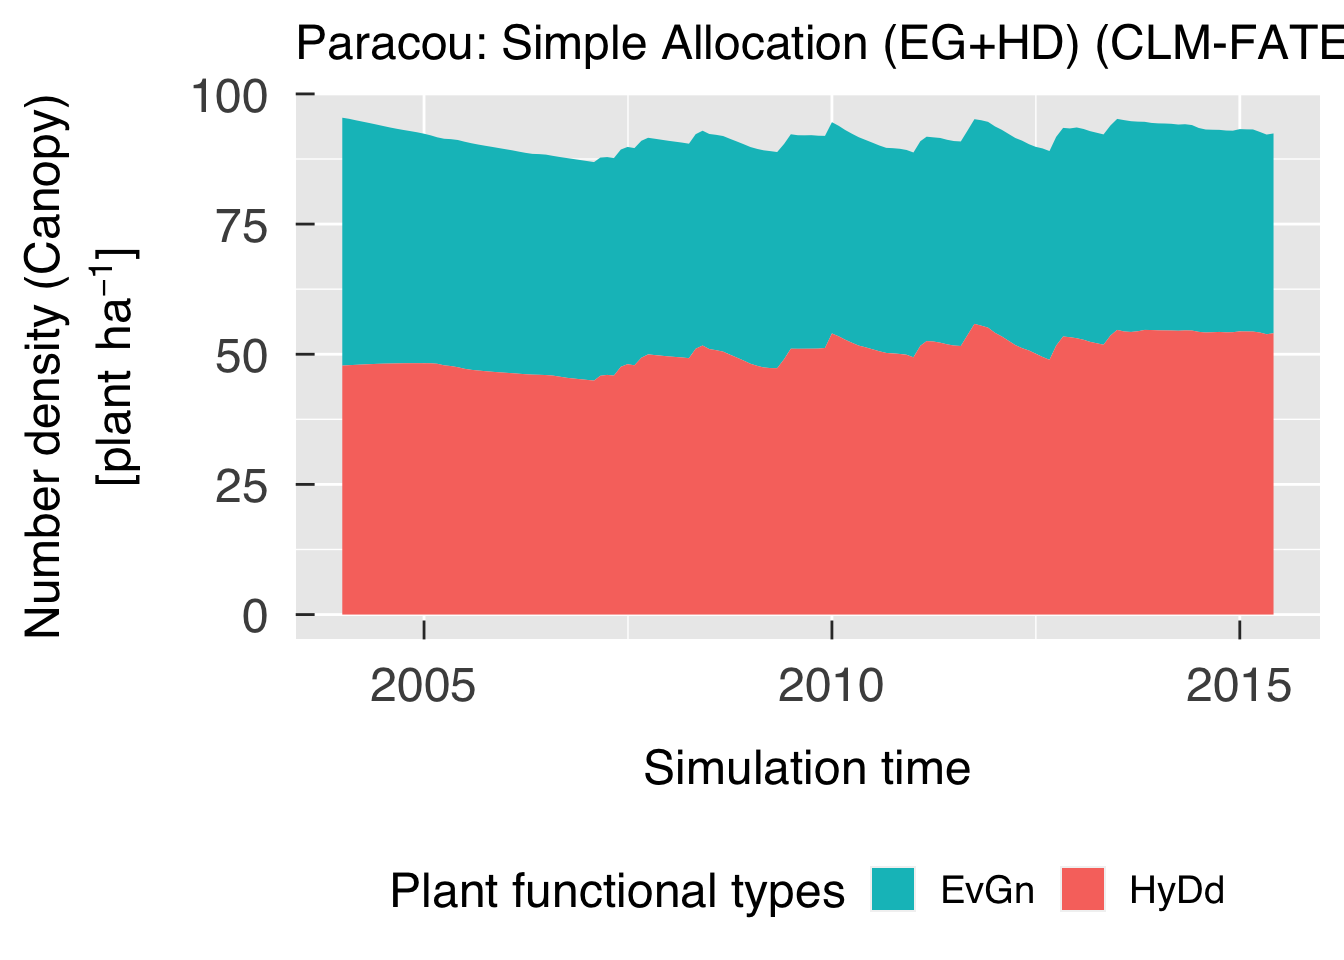 Paracou: Simple Allocation (EG+HD) (CLM-FATE
Number density (Canopy)
[plant ha⁻¹]
100
75
50
25
0
2005 2010 2015
Simulation time
Plant functional types EvGn HyDd